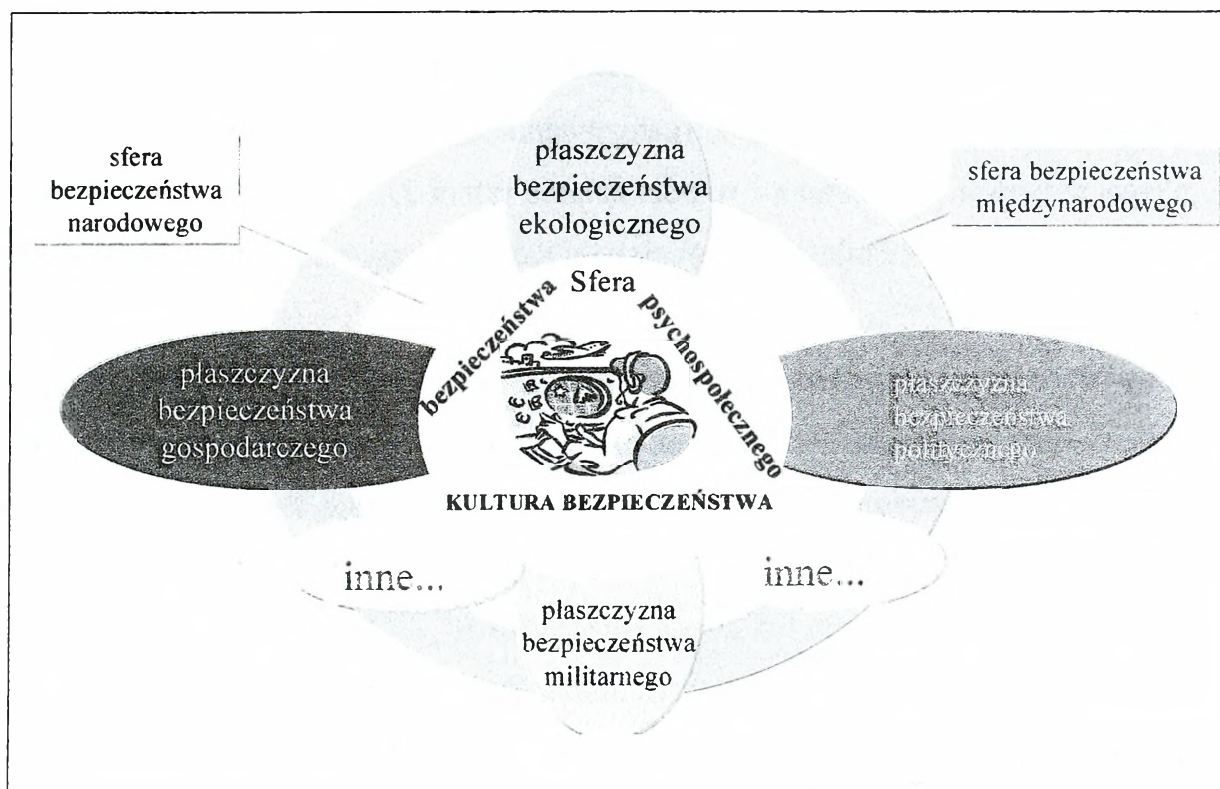 sfera
bezpieczeństwa
narodowego
płaszczyzna
bezpieczeństwa
ekologicznego
sfera bezpieczeństwa
międzynarodowego
Sfera
bezpieczeństwa
psychospołecznego
płaszczyzna
bezpieczeństwa
gospodarczego
płaszczyzna
bezpieczeństwa
politycznego
KULTURA BEZPIECZEŃSTWA
inne...
inne...
płaszczyzna
bezpieczeństwa
militarnego